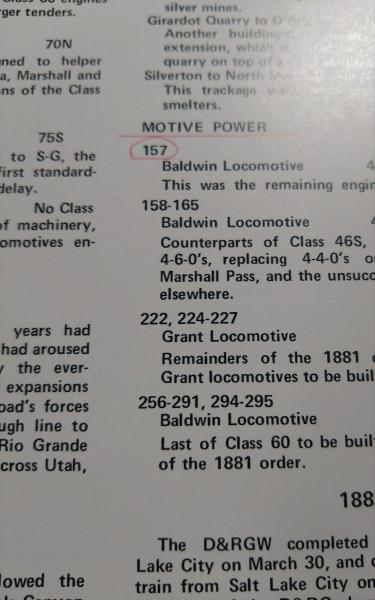 rger tenders.
70N
ned to helper
a, Marshall and
ns of the Class
75S
to S-G, the
first standard-
delay.
No Class
of machinery,
omotives en-
years had
had aroused
y the ever-
expansions
oad's forces
ugh line to
Rio Grande
cross Utah,
lowed the
silver mines.
Girardot Quarry to
Another
extension,
quarry on top
Silverton to North
This trackage
smelters.
MOTIVE POWER
157
Baldwin Locomotive
This was the remaining engin
158-165
Baldwin Locomotive
Counterparts of Class 46S,
4-6-0's, replacing 4-4-0's
Marshall Pass, and the unsucc
elsewhere.
222, 224-227
Grant Locomotive
Remainders of the 1881
Grant locomotives to be buil
256-291, 294-295
Baldwin Locomotive
Last of Class 60 to be built
of the 1881 order.
188
The D&RGW completed
Lake City on March 30, and
train from Salt Lake City on